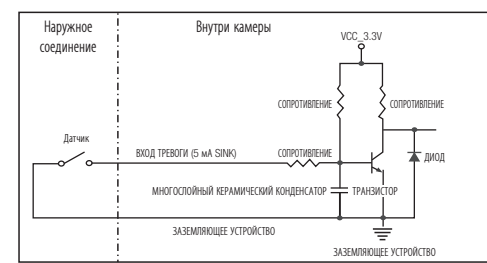 Наружное
соединение
Внутри камеры
VCC_3.3V
СОПРОТИВЛЕНИЕ
СОПРОТИВЛЕНИЕ
Датчик
ВХОД ТРЕВОГИ (5 мА SINK)
СОПРОТИВЛЕНИЕ
ДИОД
МНОГОСЛОЙНЫЙ КЕРАМИЧЕСКИЙ КОНДЕНСАТОР
ТРАНЗИСТОР
ЗАЗЕМЛЯЮЩЕЕ УСТРОЙСТВО
ЗАЗЕМЛЯЮЩЕЕ УСТРОЙСТВО